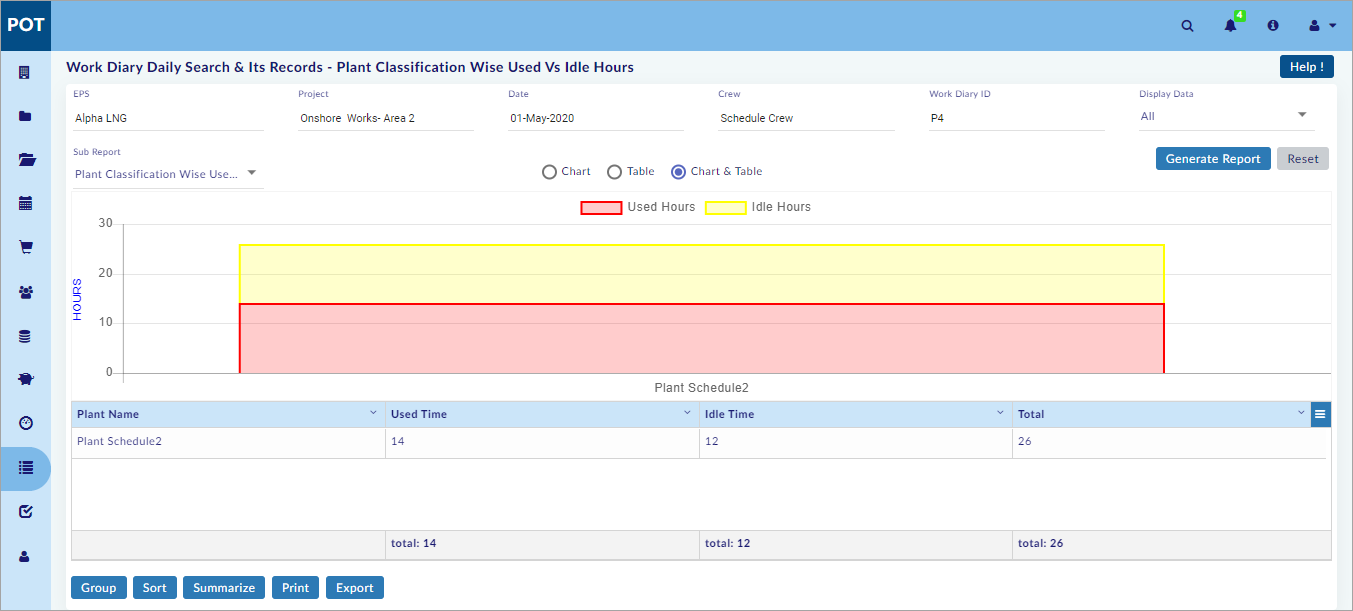 POT
4
Work Diary Daily Search & Its Records - Plant Classification Wise Used Vs Idle Hours
Help !
EPS Project Date Crew Work Diary ID Display Data
Alpha LNG Onshore Works- Area 2 01-May-2020 Schedule Crew P4 All
Sub Report
Plant Classification Wise Use...
Chart Table Chart & Table
Generate Report Reset
Used Hours Idle Hours
30
20
HOURS
10
0
Plant Schedule2
Plant Name Used Time Idle Time Total
Plant Schedule2 14 12 26
total: 14 total: 12 total: 26
Group Sort Summarize Print Export